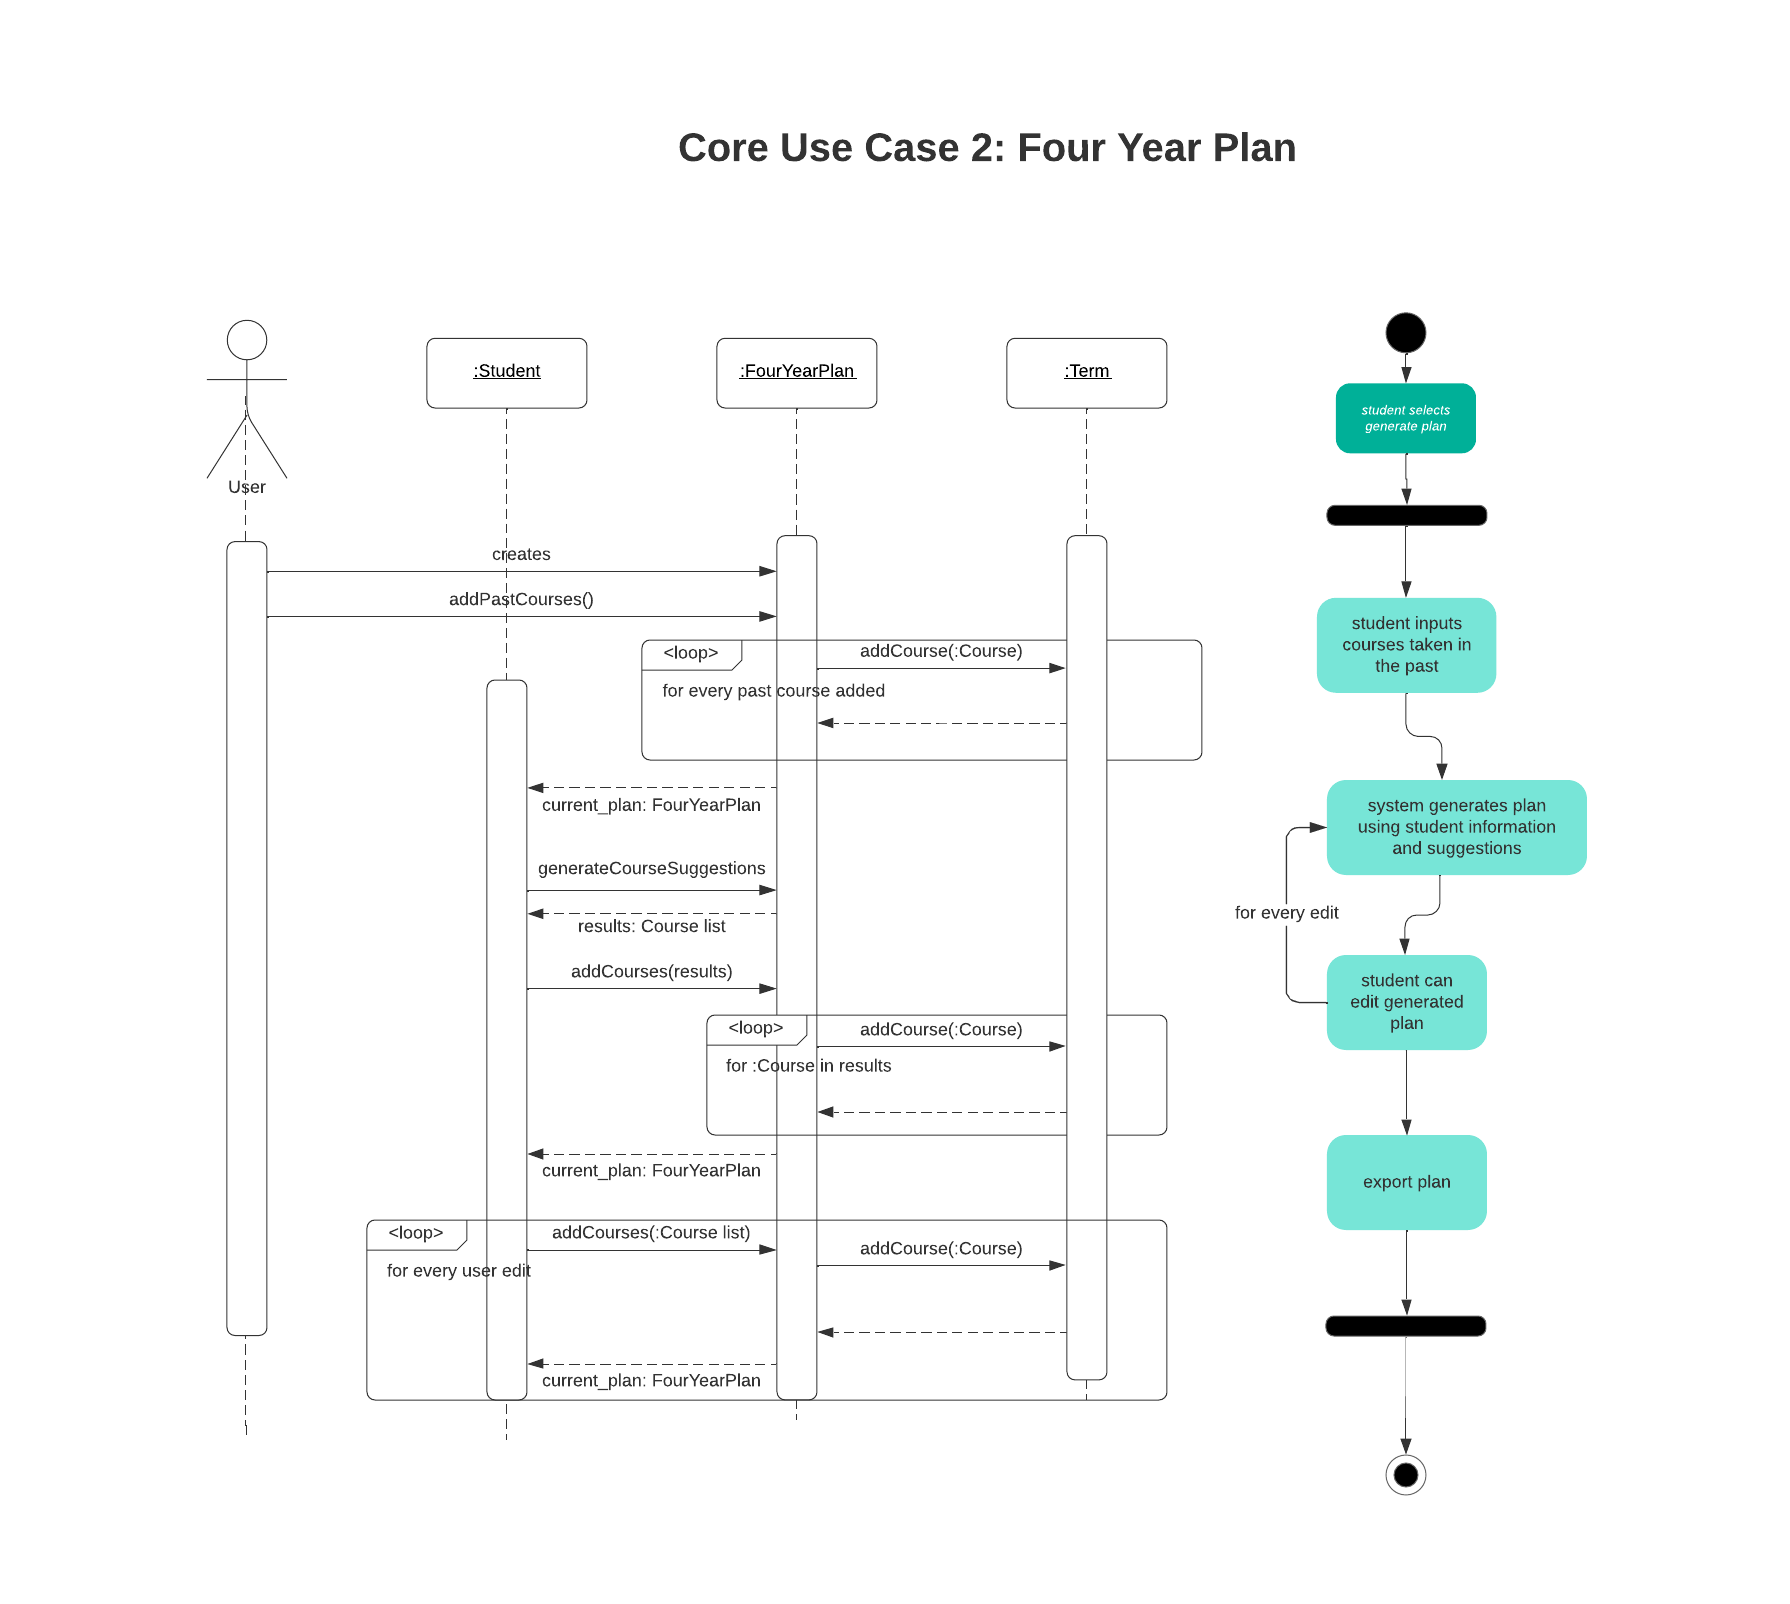 Core Use Case 2: Four Year Plan
User
:Student
:FourYearPlan
:Term
creates
addPastCourses()
<loop>
addCourse(:Course)
for every past course added
current_plan: FourYearPlan
generateCourseSuggestions
results: Course list
addCourses(results)
<loop>
addCourse(:Course)
for :Course in results
current_plan: FourYearPlan
<loop>
addCourses(:Course list)
addCourse(:Course)
for every user edit
current_plan: FourYearPlan
student selects
generate plan
student inputs
courses taken in
the past
system generates plan
using student information
and suggestions
for every edit
student can
edit generated
plan
export plan